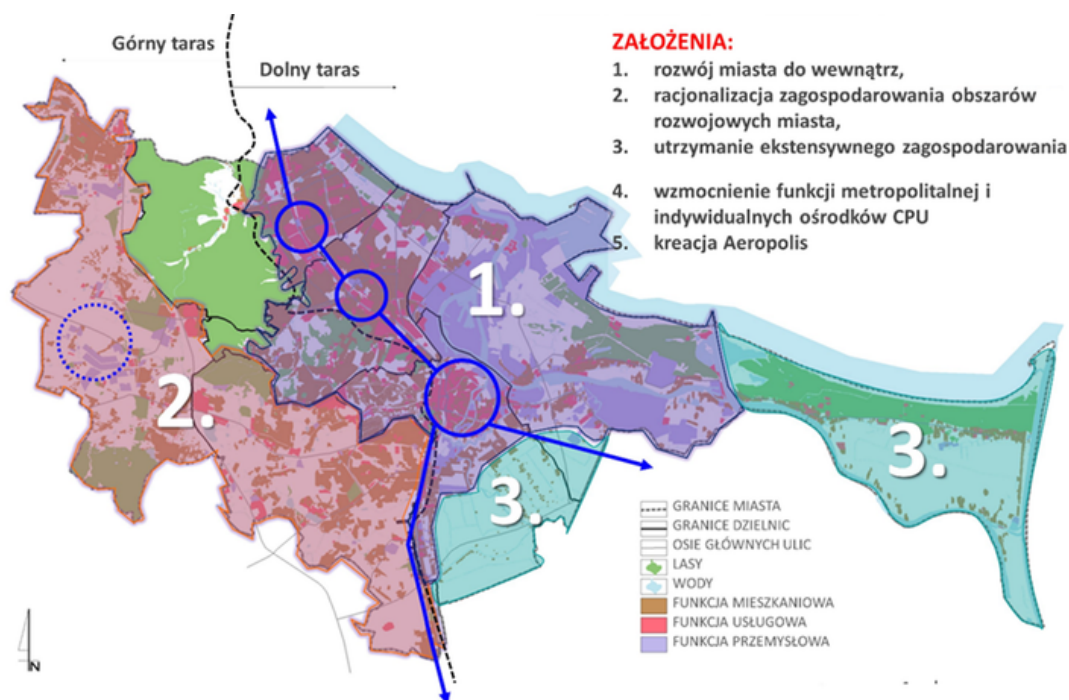 Górny taras
Dolny taras
ZAŁOŻENIA:
1. rozwój miasta do wewnątrz,
2. racjonalizacja zagospodarowania obszarów
rozwojowych miasta,
3. utrzymanie ekstensywnego zagospodarowania
4. wzmocnienie funkcji metropolitalnej i
indywidualnych ośrodków CPU
5. kreacja Aeropolis
1.
2.
3.
3.
GRANICE MIASTA
GRANICE DZIELNIC
OSIE GŁÓWNYCH ULIC
LASY
WODY
FUNKCJA MIESZKANIOWA
FUNKCJA USŁUGOWA
FUNKCJA PRZEMYSŁOWA
N